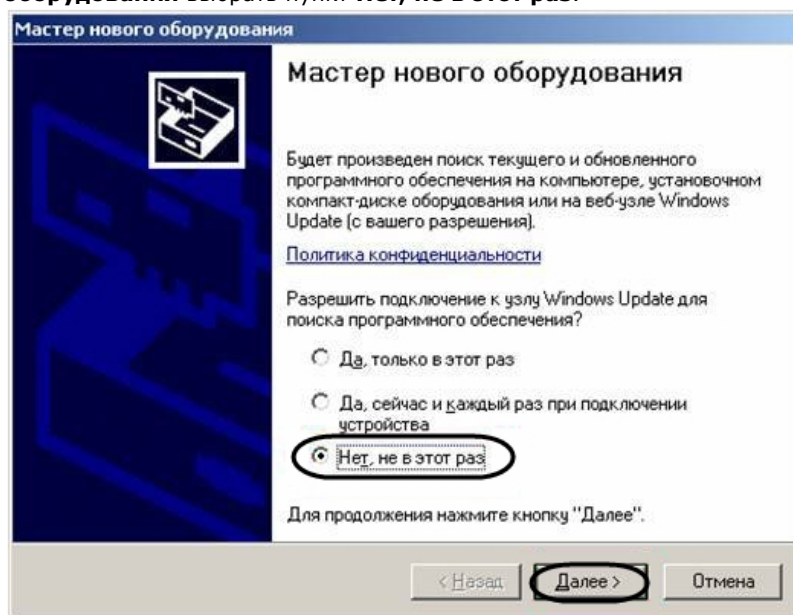 оборудования выбрать пункт Нет, не в этот раз.
Мастер нового оборудования
Мастер нового оборудования
Будет произведен поиск текущего и обновленного
программного обеспечения на компьютере, установочном
компакт-диске оборудования или на веб-узле Windows
Update (с вашего разрешения).
Политика конфиденциальности
Разрешить подключение к узлу Windows Update для
поиска программного обеспечения?
Да, только в этот раз
Да, сейчас и каждый раз при подключении
устройства
Нет, не в этот раз
Для продолжения нажмите кнопку "Далее".
< Назад Далее > Отмена